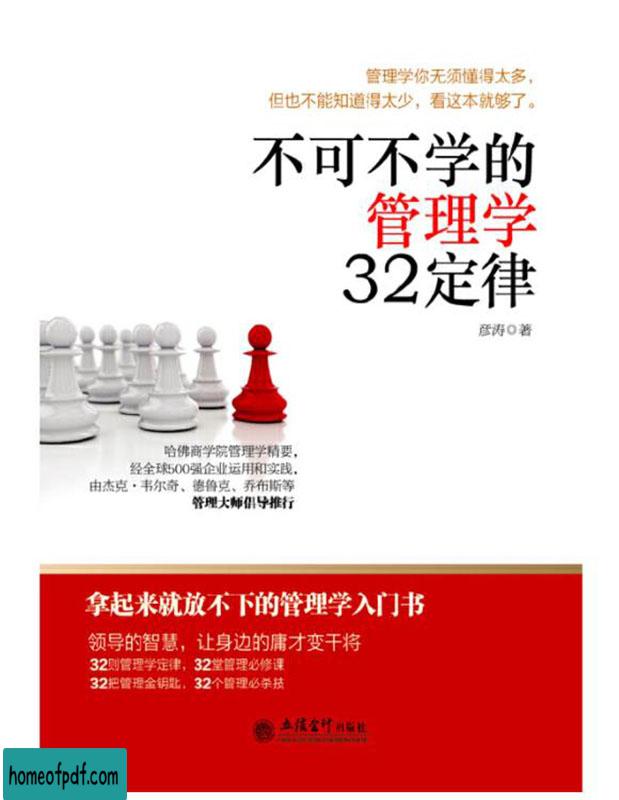 管理学你无须懂得太多，
但也不能知道得太少，看这本就够了。
不可不学的
管理学
32定律
彦涛◎著
哈佛商学院管理学精要，
经全球500强企业运用和实践，
由杰克·韦尔奇、德鲁克、乔布斯等
管理大师倡导推行
拿起来就放不下的管理学入门书
领导的智慧，让身边的庸才变干将
32则管理学定律，32堂管理必修课
32把管理金钥匙，32个管理必杀技
立信会计出版社
homeofpdf.com